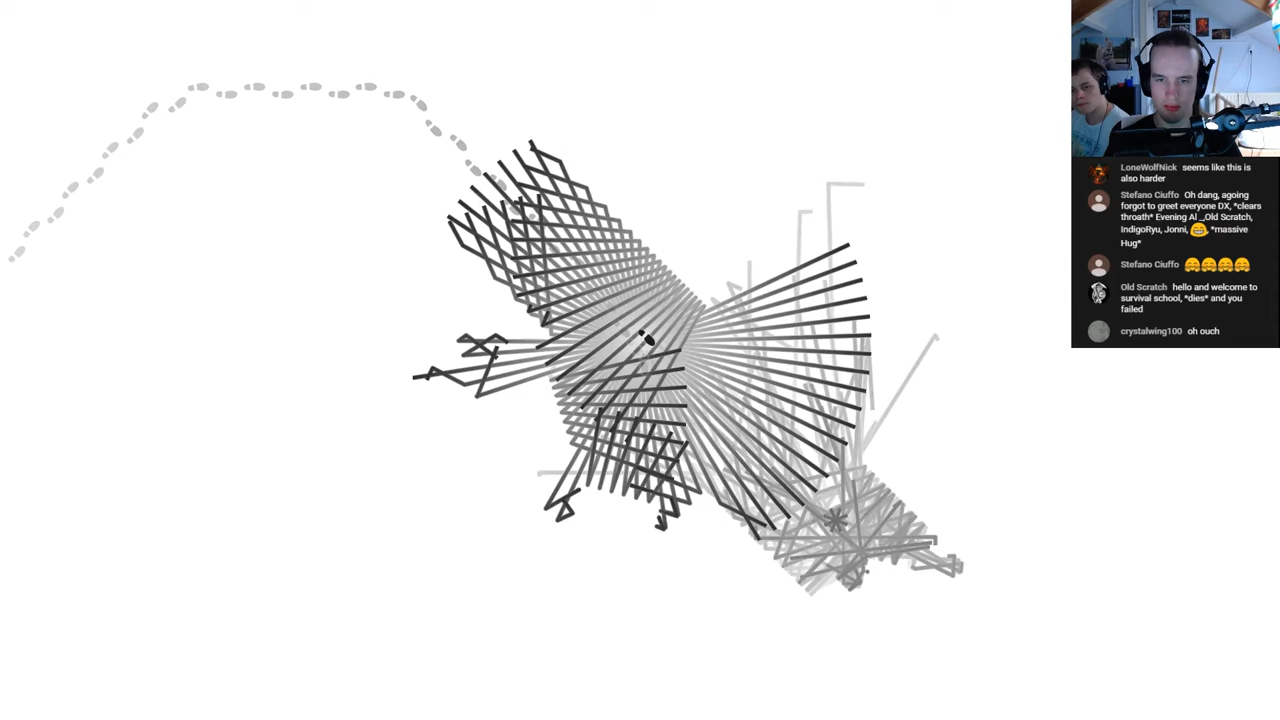 LoneWolfNick seems like this is
also harder
Stefano Ciuffo Oh dang, agoing
forgot to greet everyone DX, *clears
throath* Evening Al _,Old Scratch,
IndigoRyu, Jonni, 😁, *massive
Hug*
Stefano Ciuffo 🤗🤗🤗🤗
Old Scratch hello and welcome to
survival school, *dies* and you
failed
crystalwing100 oh ouch